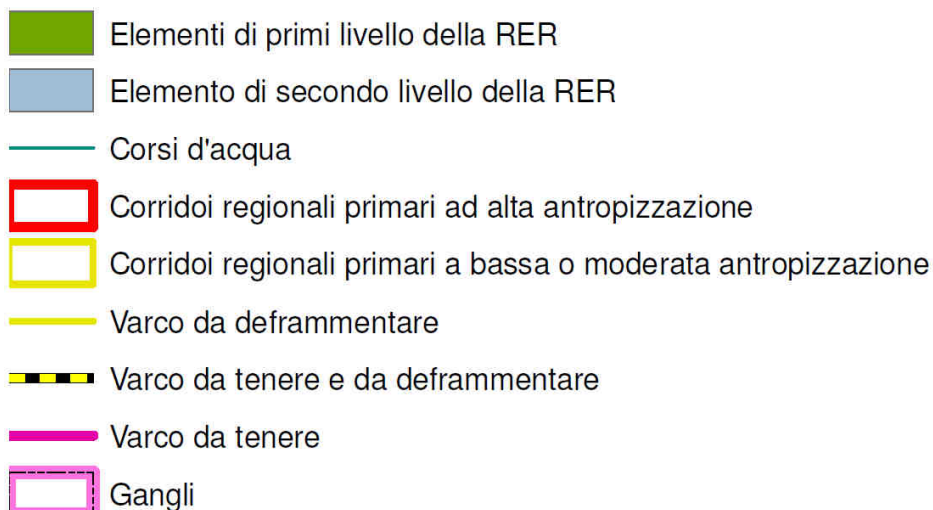 Elementi di primi livello della RER
Elemento di secondo livello della RER
Corsi d'acqua
Corridoi regionali primari ad alta antropizzazione
Corridoi regionali primari a bassa o moderata antropizzazione
Varco da deframmentare
Varco da tenere e da deframmentare
Varco da tenere
Gangli